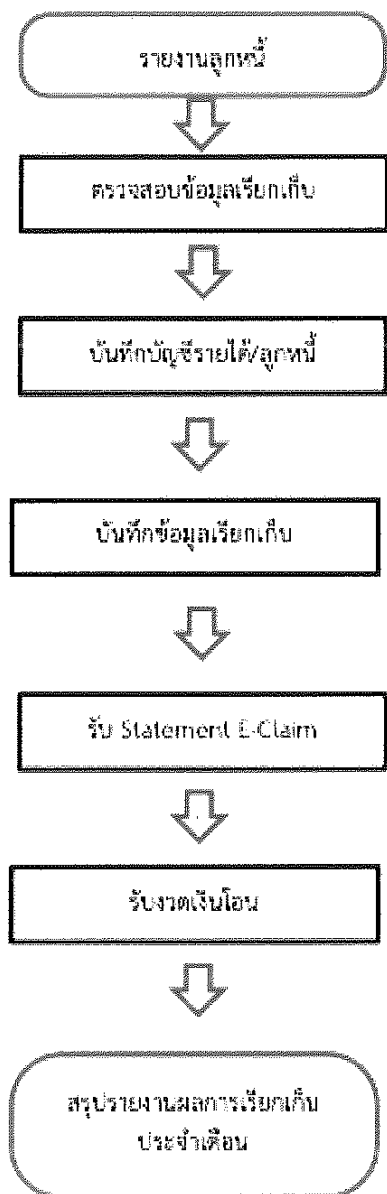 รายงานลูกหนี้
ตรวจสอบข้อมูลเรียกเก็บ
บันทึกบัญชีรายได้/ลูกหนี้
บันทึกข้อมูลเรียกเก็บ
รับ Statement E-Claim
รับงวดเงินโอน
สรุปรายงานผลการเรียกเก็บ
ประจำเดือน